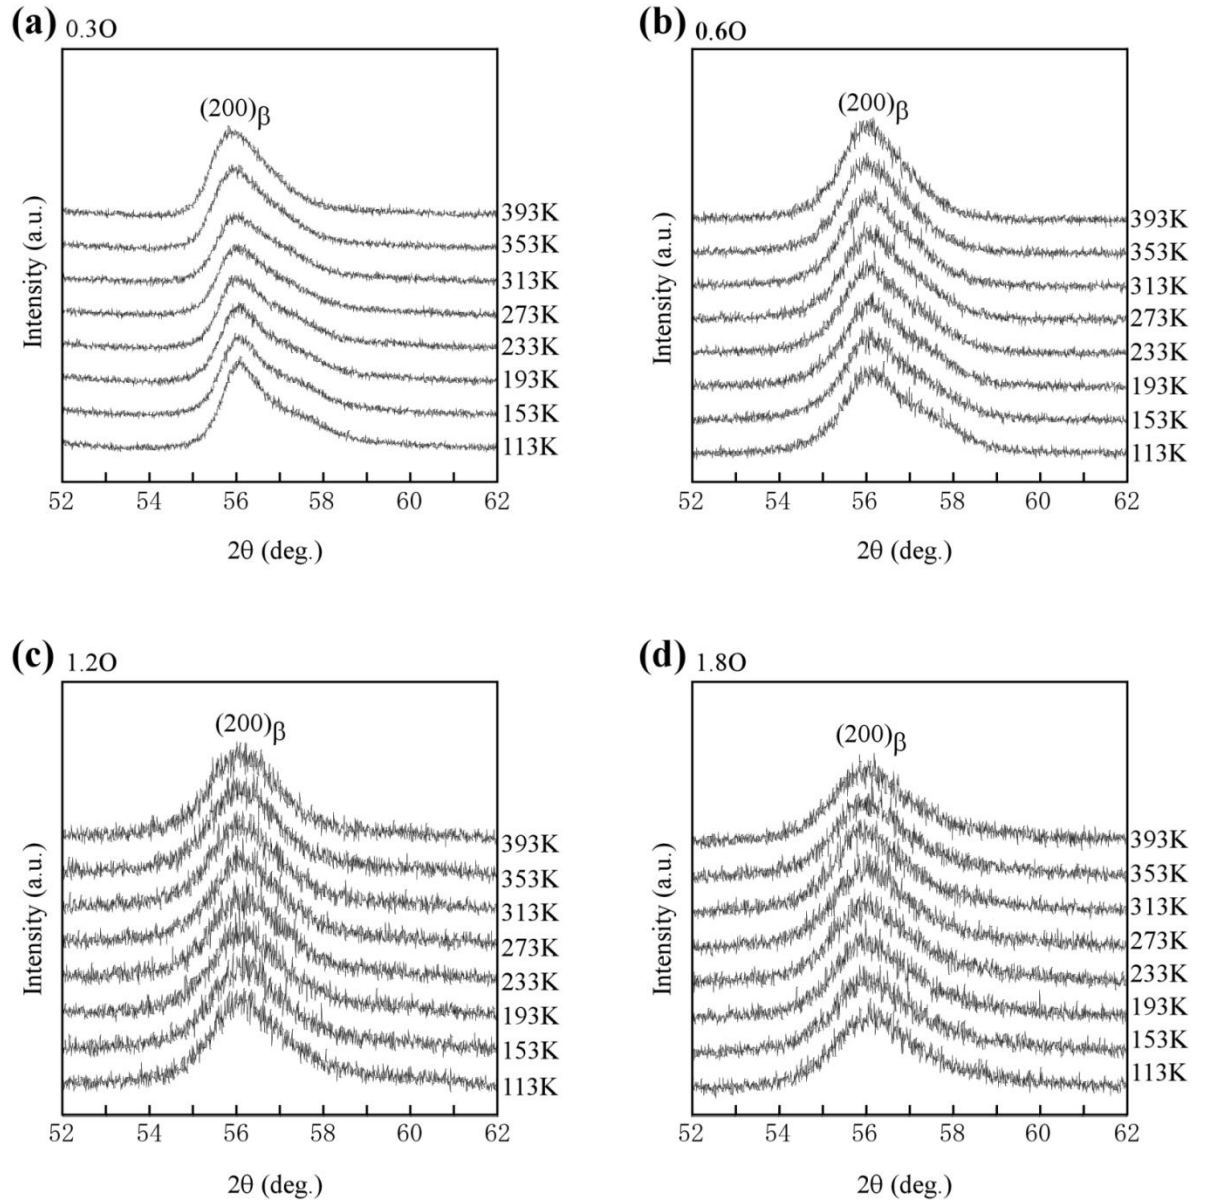 (a) 0.3O
(200)β
393K
353K
313K
273K
233K
193K
153K
113K
Intensity (a.u.)
52 54 56 58 60 62
2θ (deg.)
(b) 0.6O
(200)β
393K
353K
313K
273K
233K
193K
153K
113K
Intensity (a.u.)
52 54 56 58 60 62
2θ (deg.)
(c) 1.2O
(200)β
393K
353K
313K
273K
233K
193K
153K
113K
Intensity (a.u.)
52 54 56 58 60 62
2θ (deg.)
(d) 1.8O
(200)β
393K
353K
313K
273K
233K
193K
153K
113K
Intensity (a.u.)
52 54 56 58 60 62
2θ (deg.)